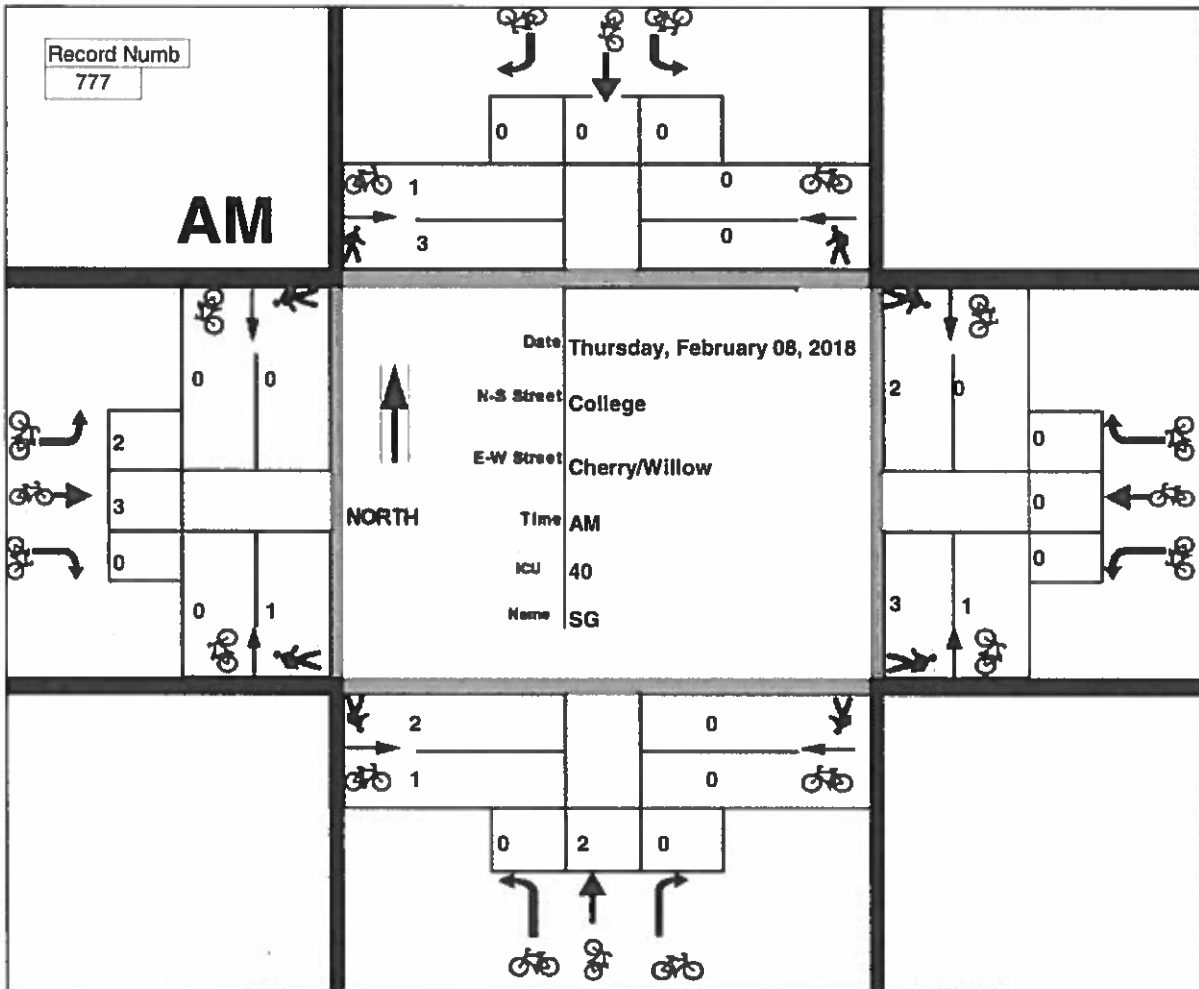 Record Numb
777
AM
0 0 0
1 0
3 0
0 0
2
3
0
0 1
Date Thursday, February 08, 2018
N-S Street College
E-W Street Cherry/Willow
NORTH
Time AM
ICU 40
Name SG
2 0
0
0
0
3 1
2 0
1 0
0 2 0